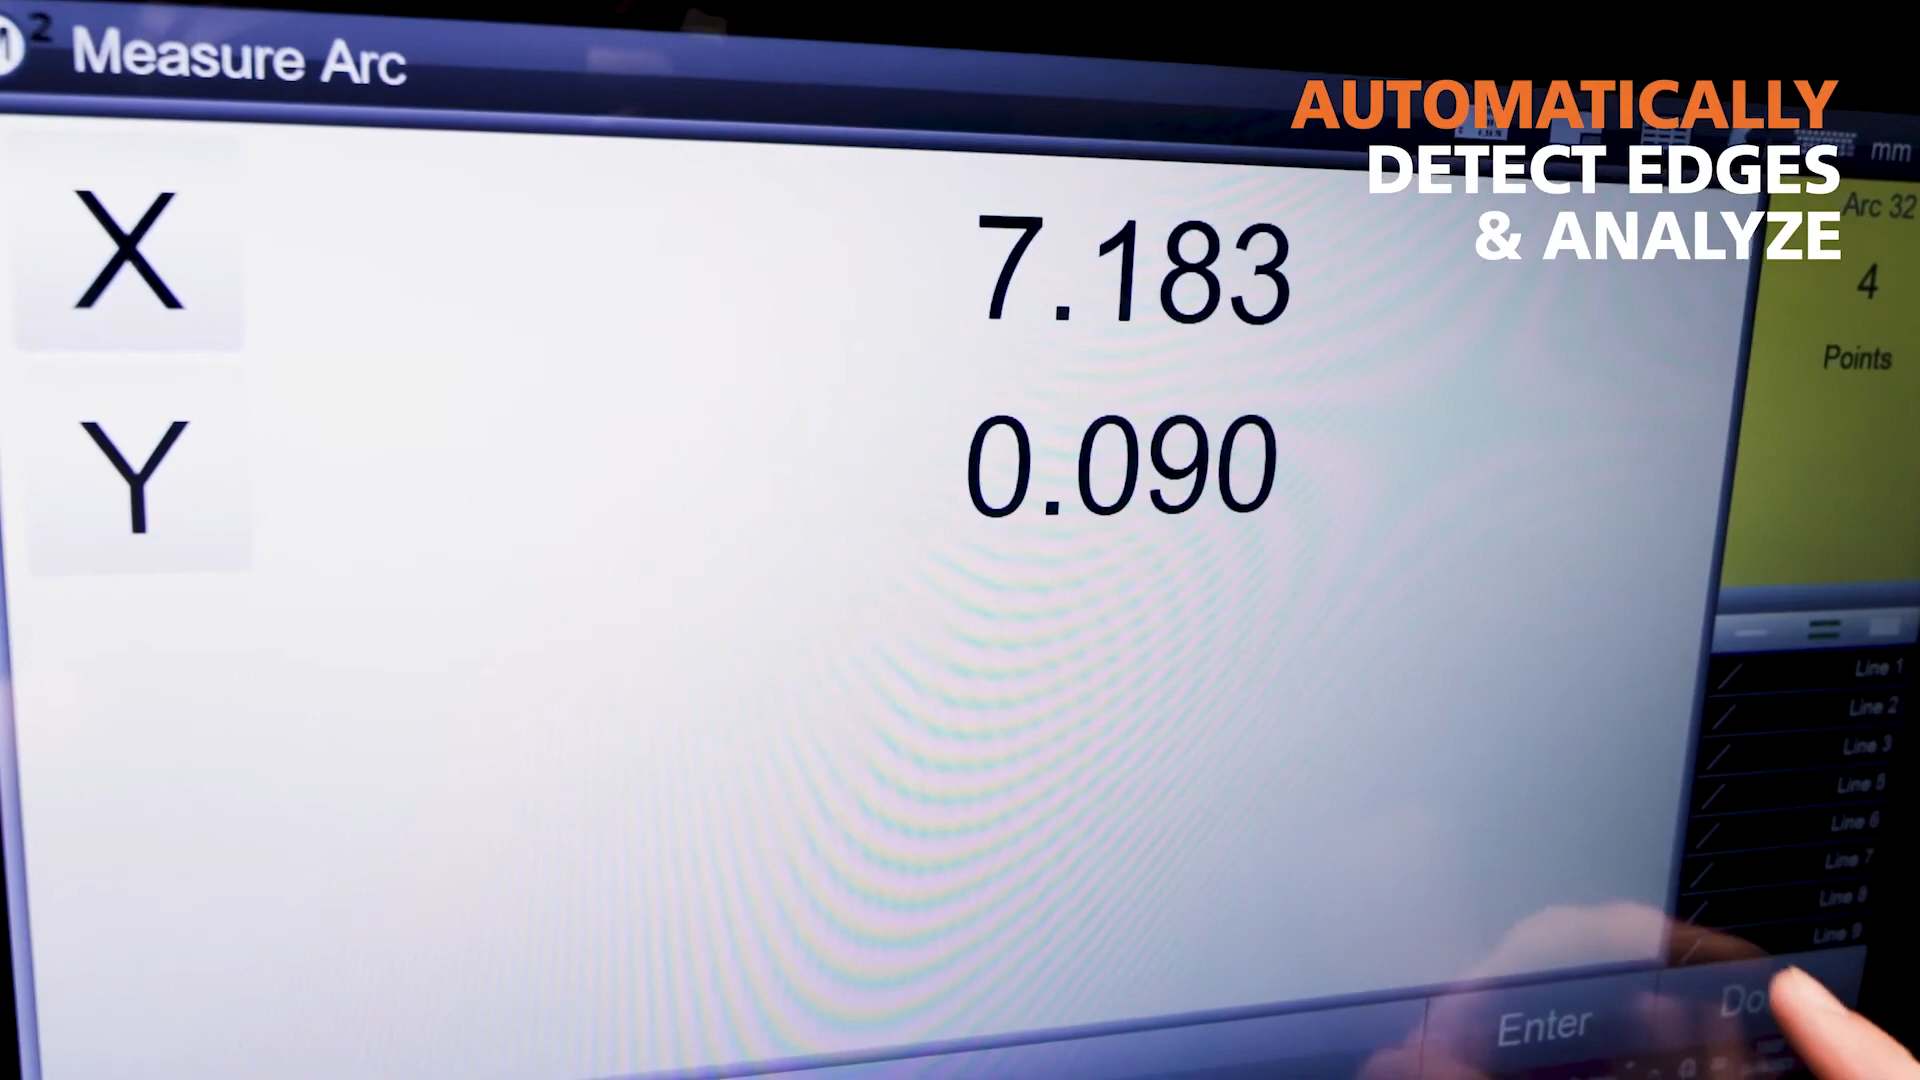 2 Measure Arc
AUTOMATICALLY
DETECT EDGES
& ANALYZE
mm
X 7.183
Y 0.090
Arc 32
4
Points
Line 1
Line 2
Line 3
Line 5
Line 6
Line 7
Line 8
Line 9
Enter